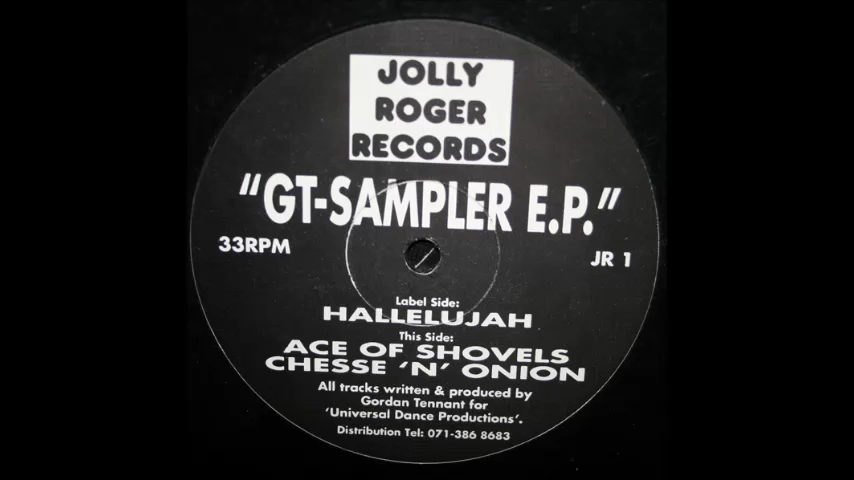 JOLLY
ROGER
RECORDS
"GT-SAMPLER E.P."
33RPM
JR 1
Label Side:
HALLELUJAH
This Side:
ACE OF SHOVELS
CHESSE 'N' ONION
All tracks written & produced by
Gordan Tennant for
'Universal Dance Productions'.
Distribution Tel: 071-386 8683